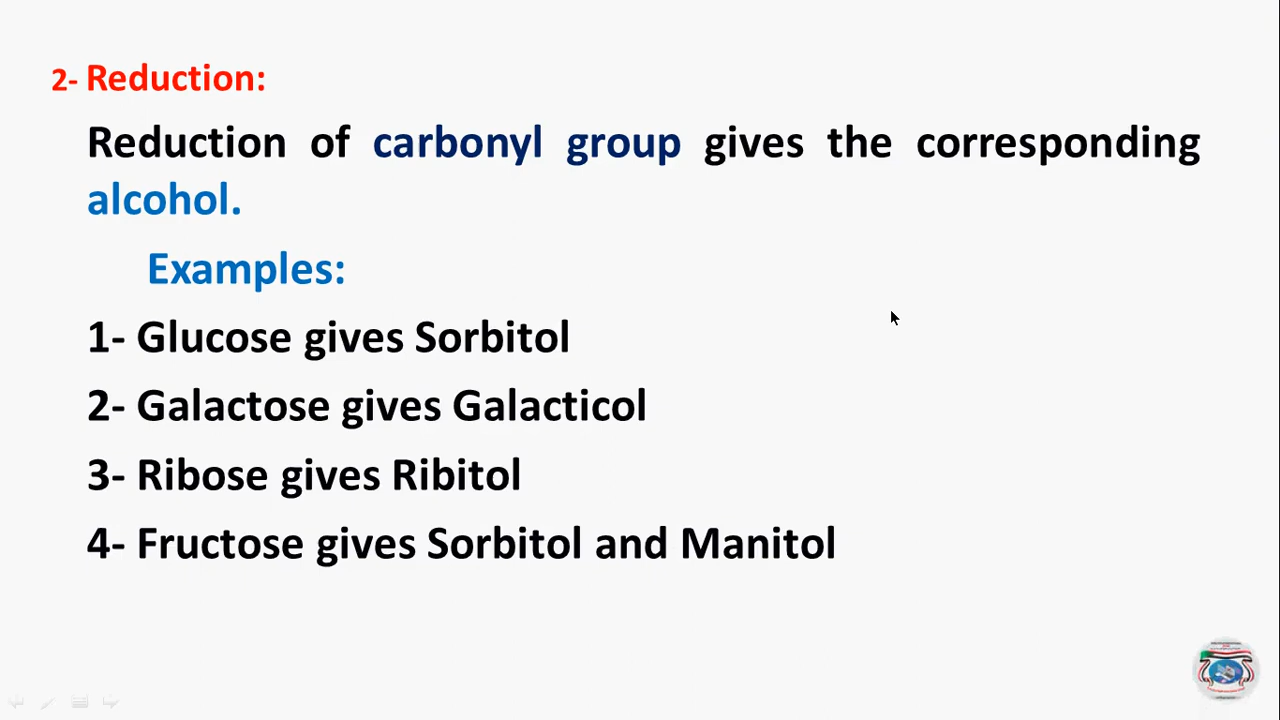 2- Reduction:
Reduction of carbonyl group gives the corresponding
alcohol.
Examples:
1- Glucose gives Sorbitol
2- Galactose gives Galacticol
3- Ribose gives Ribitol
4- Fructose gives Sorbitol and Manitol